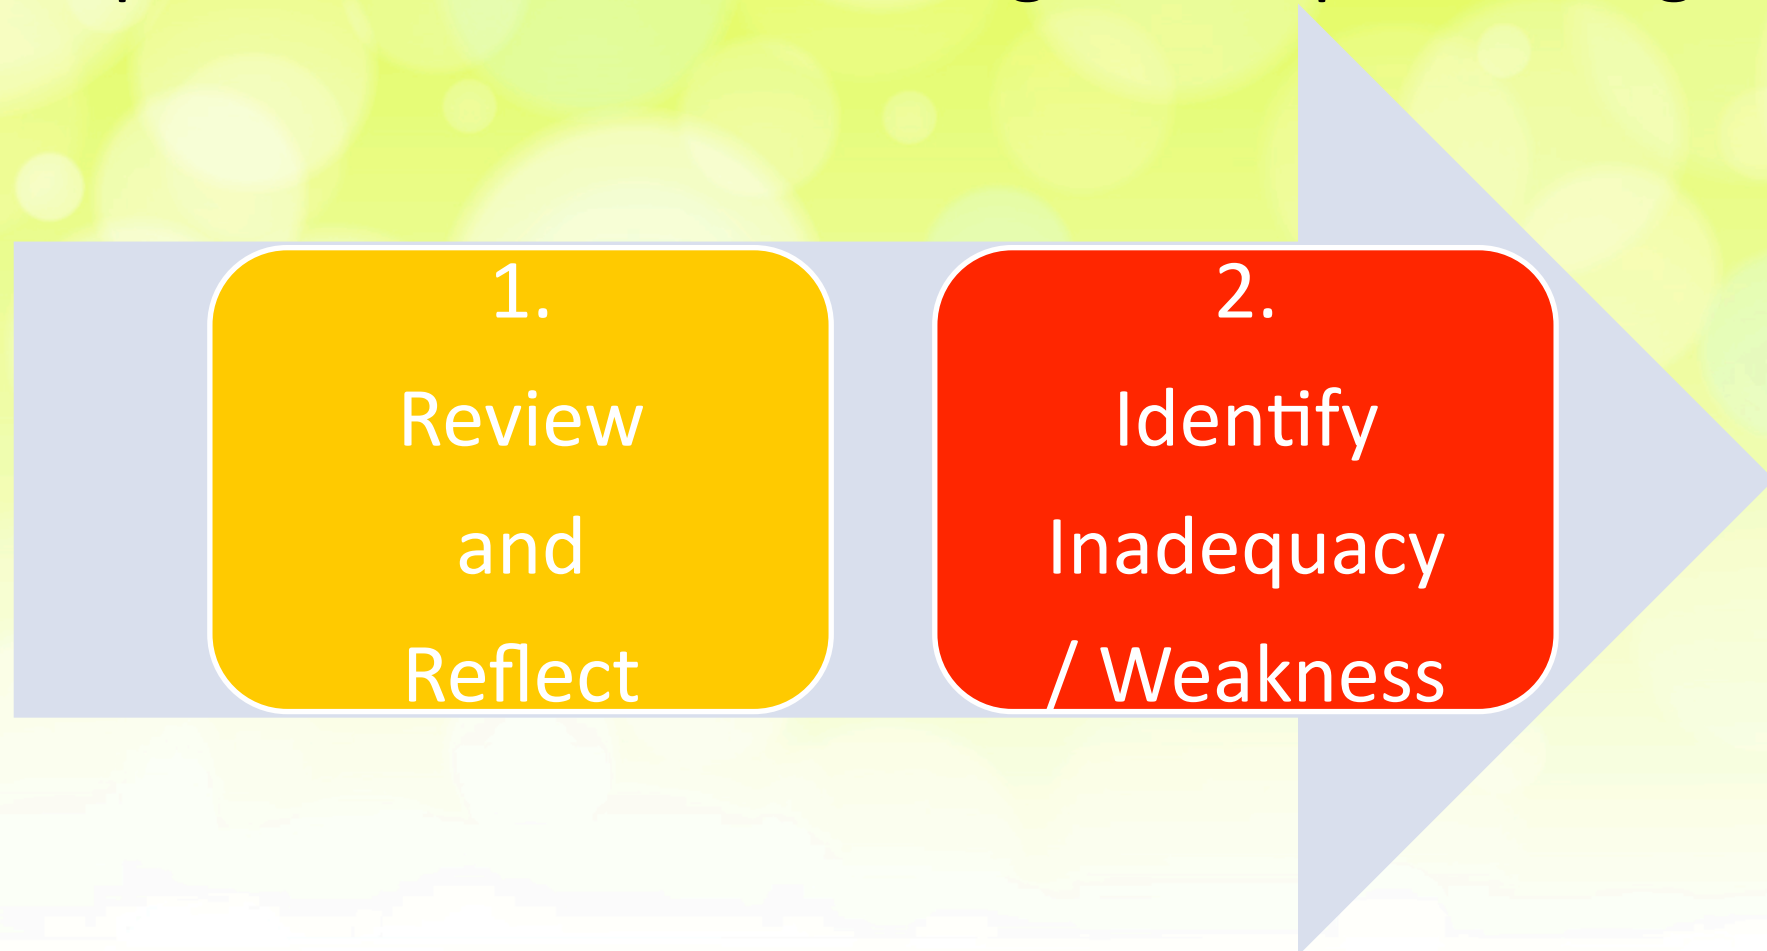 1.
Review
and
Reflect
2.
Identify
Inadequacy
/ Weakness